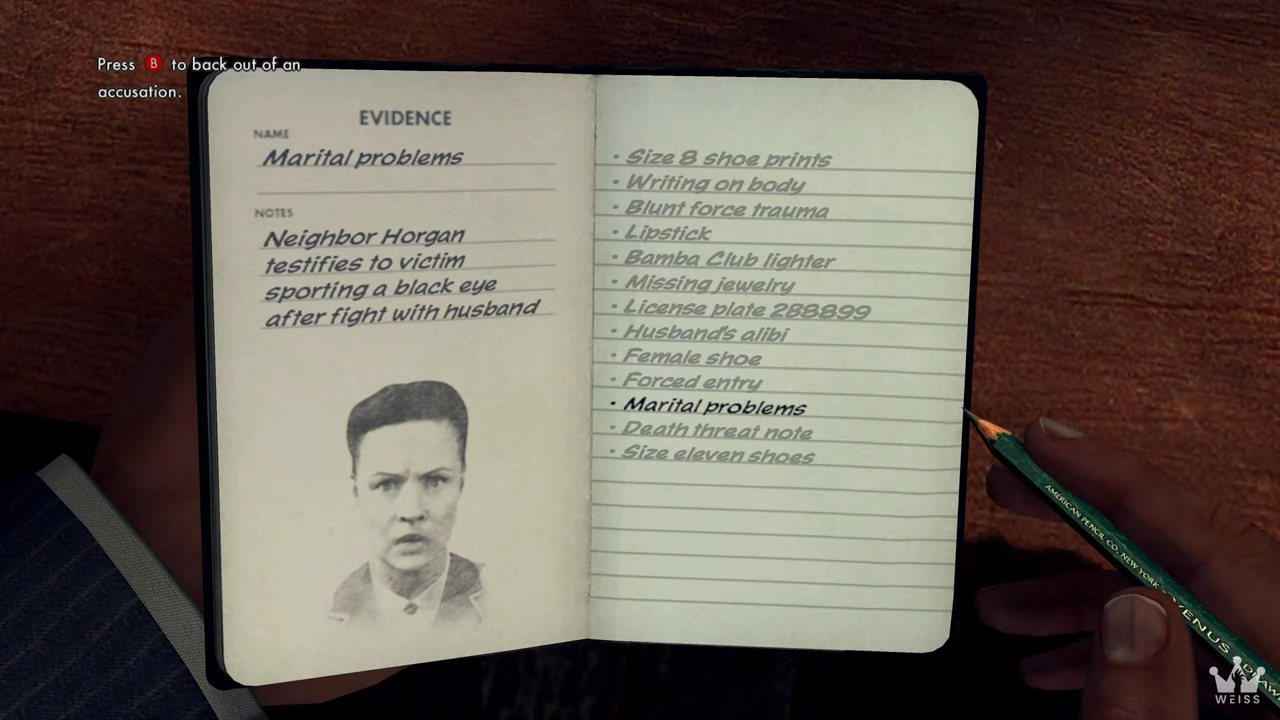 Press B to back out of an
accusation.
EVIDENCE
NAME
Marital problems
NOTES
Neighbor Horgan
testifies to victim
sporting a black eye
after fight with husband
• Size 8 shoe prints
• Writing on body
• Blunt force trauma
• Lipstick
• Bamba Club lighter
• Missing jewelry
• License plate 2B8899
• Husband's alibi
• Female shoe
• Forced entry
• Marital problems
• Death threat note
• Size eleven shoes
AMERICAN PENCIL CO. NEW YORK
VENUS
WEISS